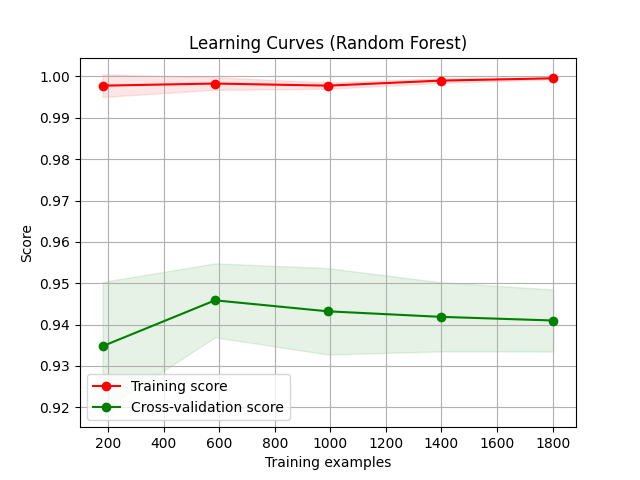 Learning Curves (Random Forest)
Score
1.00
0.99
0.98
0.97
0.96
0.95
0.94
0.93
0.92
Training score
Cross-validation score
200 400 600 800 1000 1200 1400 1600 1800
Training examples